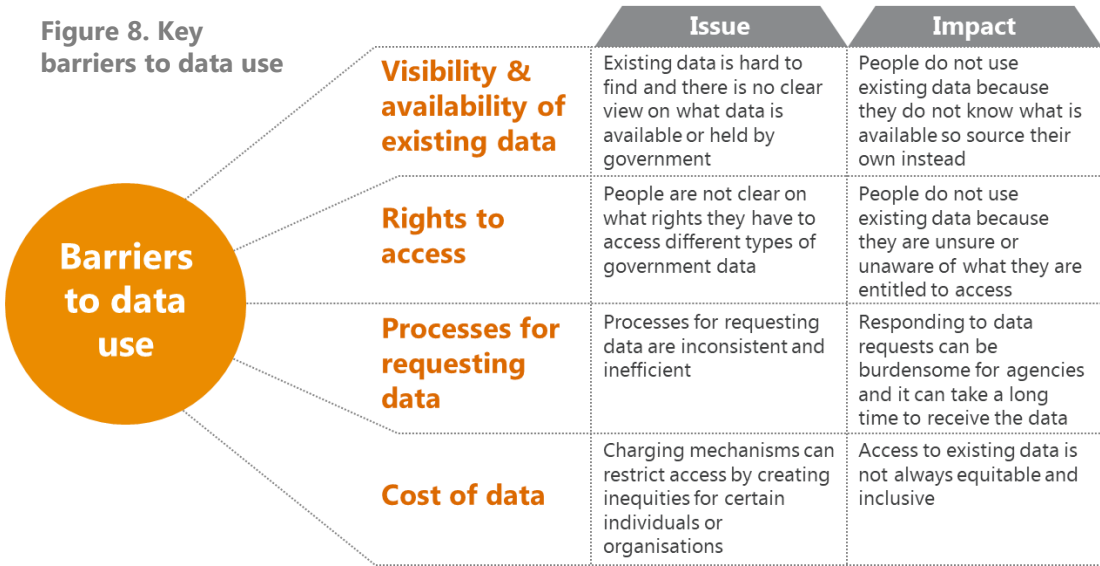 Figure 8. Key
barriers to data use
Issue
Impact
Barriers
to data
use
Visibility &
availability of
existing data
Existing data is hard to
find and there is no clear
view on what data is
available or held by
government
People do not use
existing data because
they do not know what is
available so source their
own instead
Rights to
access
People are not clear on
what rights they have to
access different types of
government data
People do not use
existing data because
they are unsure or
unaware of what they are
entitled to access
Processes for
requesting
data
Processes for requesting
data are inconsistent and
inefficient
Responding to data
requests can be
burdensome for agencies
and it can take a long
time to receive the data
Cost of data
Charging mechanisms can
restrict access by creating
inequities for certain
individuals or
organisations
Access to existing data is
not always equitable and
inclusive